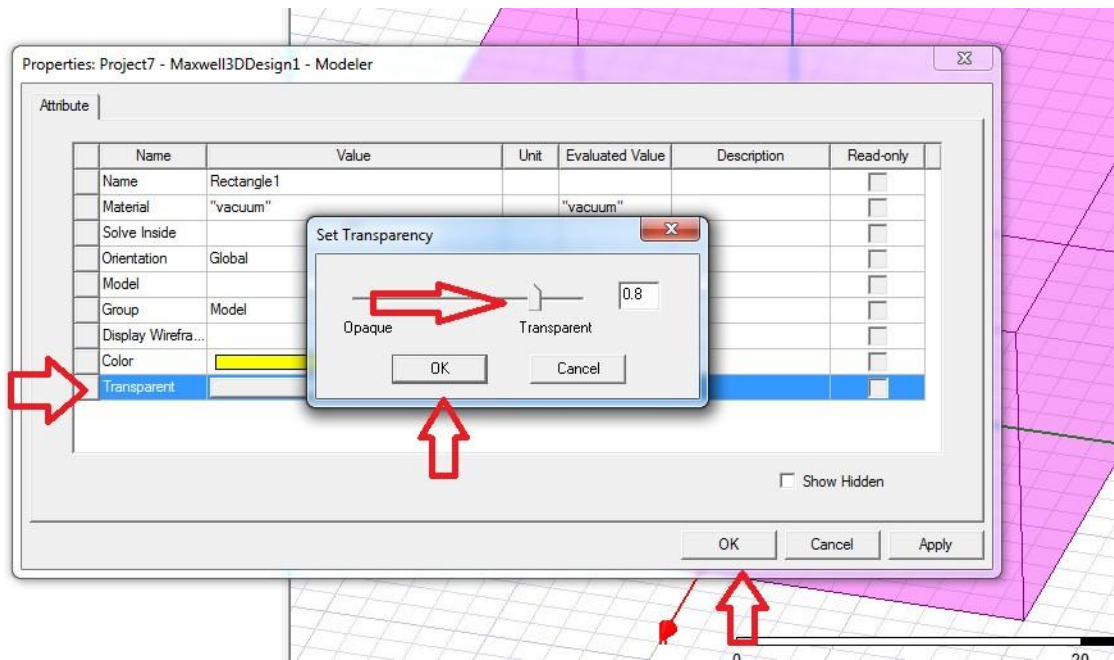 Properties: Project7 - Maxwell3DDesign1 - Modeler
Attribute
Name Value Unit Evaluated Value Description Read-only
Name Rectangle1
Material "vacuum" "vacuum"
Solve Inside
Orientation Global
Model
Group Model
Display Wirefra...
Color
Transparent
Set Transparency
0.8
Opaque Transparent
OK Cancel
Show Hidden
OK Cancel Apply
0 20